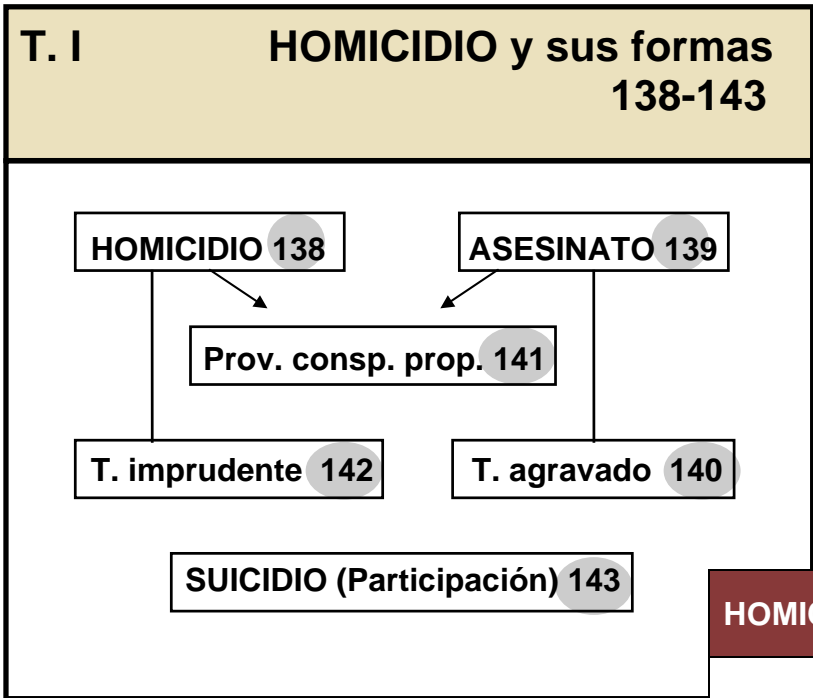 T. I HOMICIDIO y sus formas
138-143
HOMICIDIO 138
ASESINATO 139
Prov. consp. prop. 141
T. imprudente 142
T. agravado 140
SUICIDIO (Participación) 143